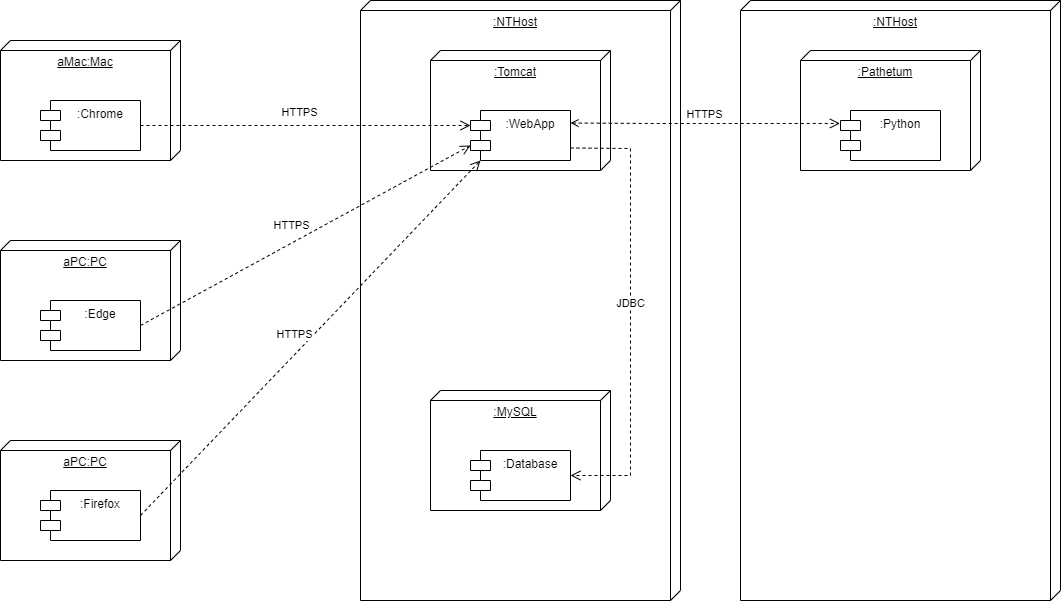 :NTHost
:NTHost
aMac:Mac
:Tomcat
:Pathetum
:Chrome
HTTPS
:WebApp
HTTPS
:Python
HTTPS
aPC:PC
:Edge
JDBC
HTTPS
:MySQL
aPC:PC
:Database
:Firefox